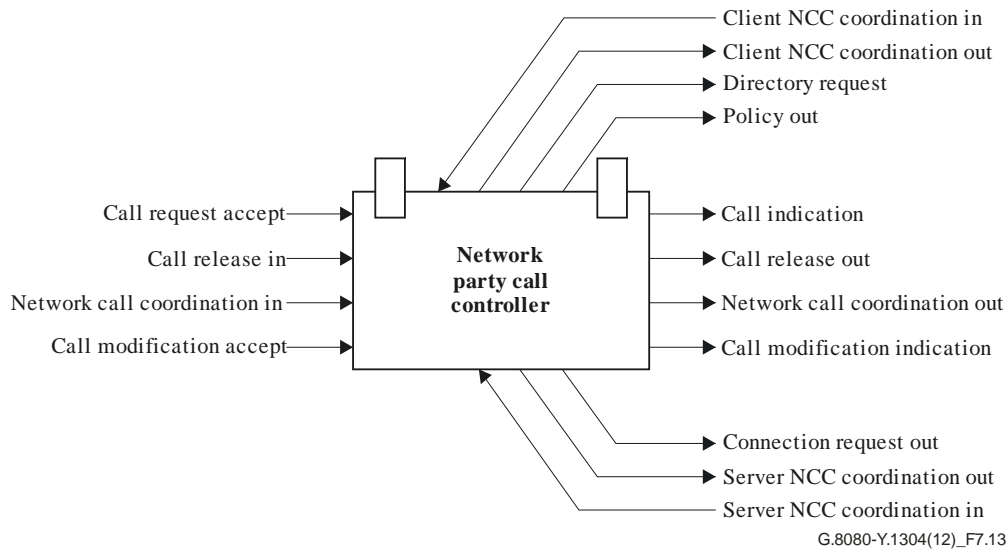 Client NCC coordination in
Client NCC coordination out
Directory request
Policy out
Call request accept
Call release in
Network call coordination in
Call modification accept
Network
party call
controller
Call indication
Call release out
Network call coordination out
Call modification indication
Connection request out
Server NCC coordination out
Server NCC coordination in
G.8080-Y.1304(12)_F7.13